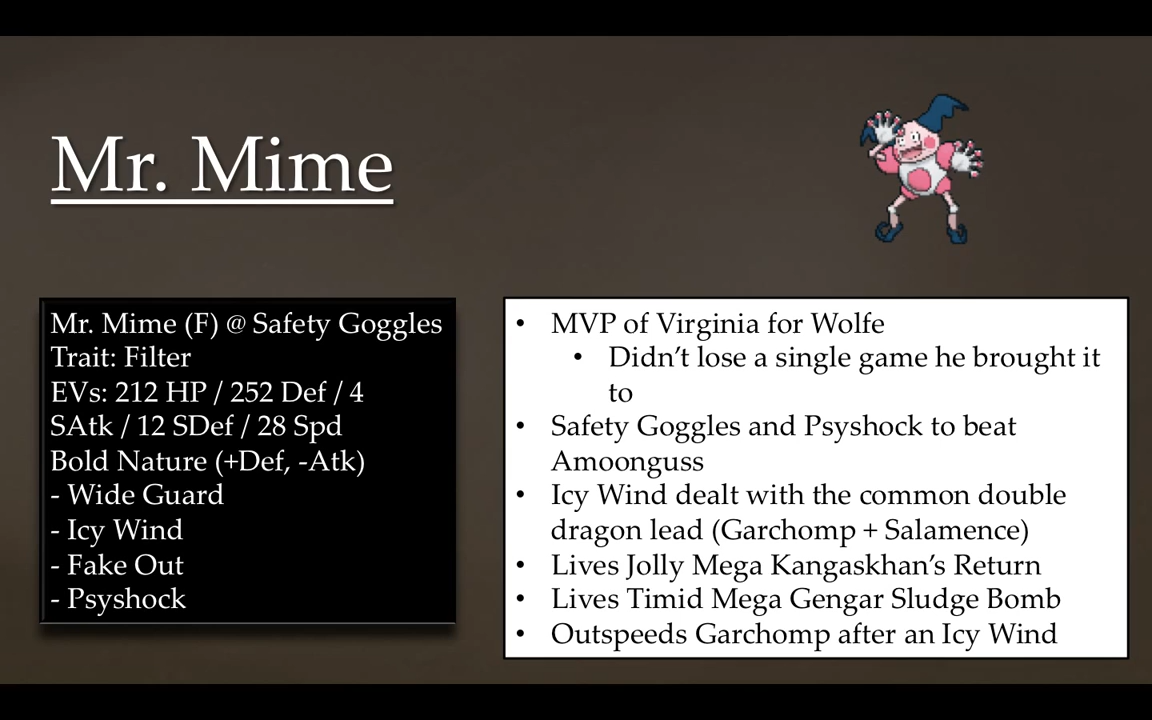 Mr. Mime
Mr. Mime (F) @ Safety Goggles
Trait: Filter
EVs: 212 HP / 252 Def / 4
SAtk / 12 SDef / 28 Spd
Bold Nature (+Def, -Atk)
- Wide Guard
- Icy Wind
- Fake Out
- Psyshock
• MVP of Virginia for Wolfe
• Didn’t lose a single game he brought it
to
• Safety Goggles and Psyshock to beat
Amoonguss
• Icy Wind dealt with the common double
dragon lead (Garchomp + Salamence)
• Lives Jolly Mega Kangaskhan’s Return
• Lives Timid Mega Gengar Sludge Bomb
• Outspeeds Garchomp after an Icy Wind